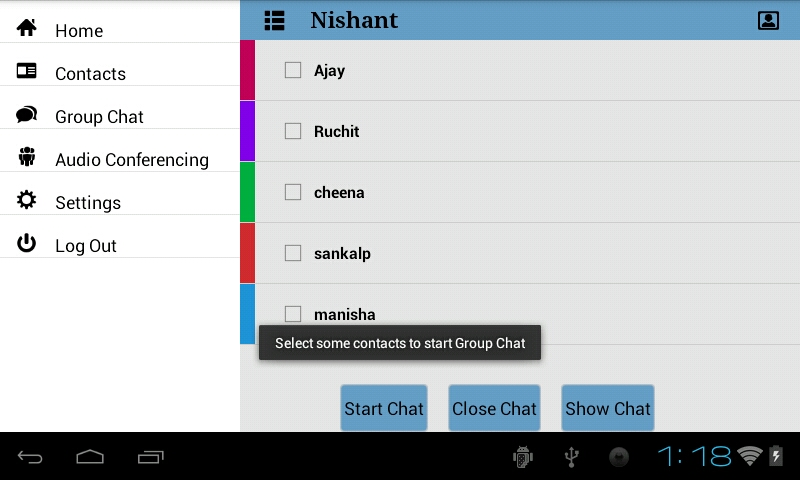 Home
Contacts
Group Chat
Audio Conferencing
Settings
Log Out
Nishant
Ajay
Ruchit
cheena
sankalp
manisha
Select some contacts to start Group Chat
Start Chat Close Chat Show Chat
1:18